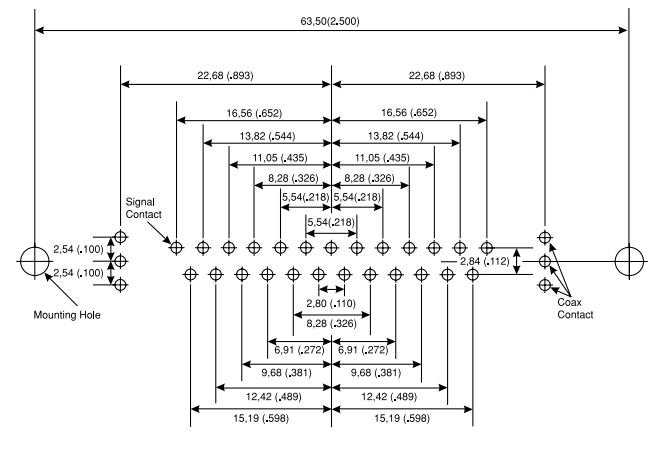 63,50(2.500)
22,68 (.893) 22,68 (.893)
16,56 (.652) 16,56 (.652)
13,82 (.544) 13,82 (.544)
11,05 (.435) 11,05 (.435)
8,28 (.326) 8,28 (.326)
5,54(.218) 5,54(.218)
Signal
Contact
5,54(.218)
2,54 (.100)
2,84 (.112)
2,54 (.100)
Mounting Hole
2,80 (.110)
Coax
Contact
8,28 (.326)
6,91 (.272) 6,91 (.272)
9,68 (.381) 9,68 (.381)
12,42 (.489) 12,42 (.489)
15,19 (.598) 15,19 (.598)